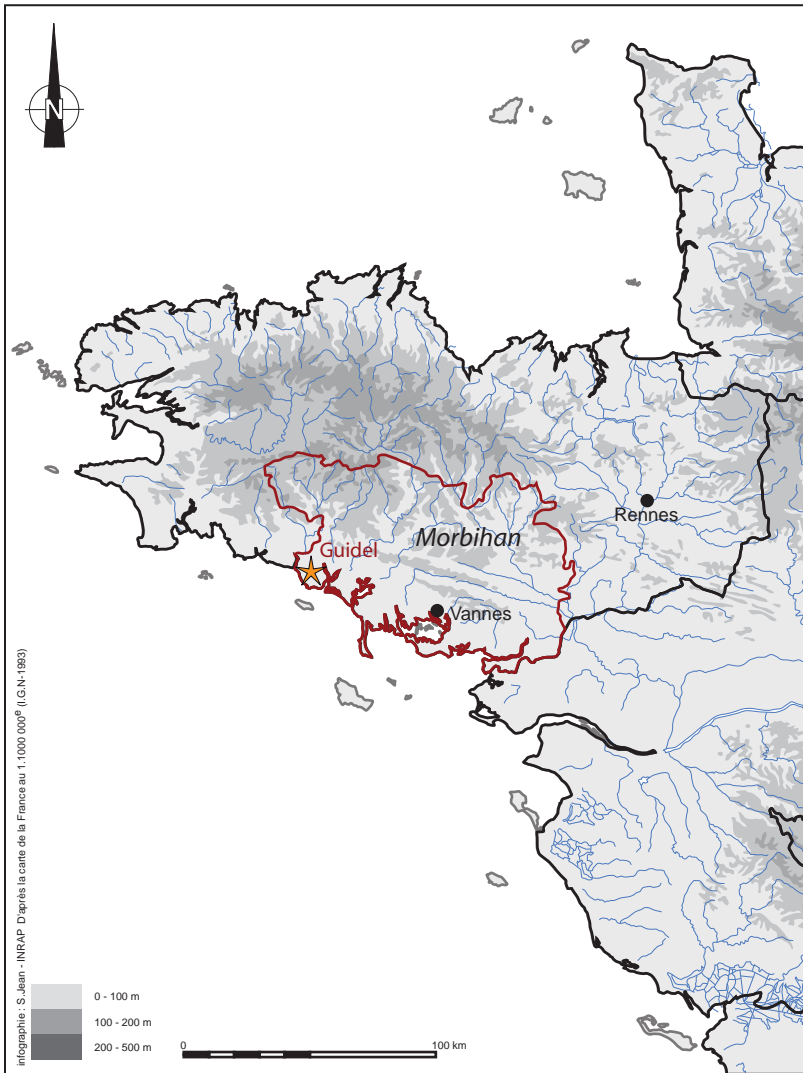 N
Rennes
Morbihan
Guidel
Vannes
infographie : S.Jean - INRAP D'après la carte de la France au 1.1000 000e (I.G.N-1993)
0 - 100 m
100 - 200 m
200 - 500 m
0
100 km